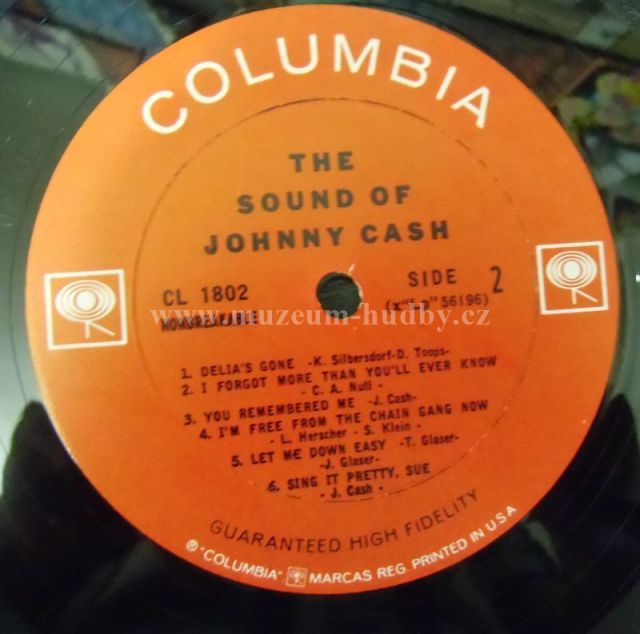 COLUMBIA
THE
SOUND OF
JOHNNY CASH
CL 1802
SIDE 2
NONBREAKABLE
(x"Lp"56196)
www.muzeum-hudby.cz
1. DELIA'S GONE -K. Silbersdorf-D. Toops-
2. I FORGOT MORE THAN YOU'LL EVER KNOW
- C. A. Null -
3. YOU REMEMBERED ME -J. Cash-
4. I'M FREE FROM THE CHAIN GANG NOW
- L. Herscher - S. Klein -
5. LET ME DOWN EASY -T. Glaser-
-J. Glaser-
6. SING IT PRETTY, SUE
- J. Cash -
GUARANTEED HIGH FIDELITY
® "COLUMBIA", MARCAS REG. PRINTED IN U S A